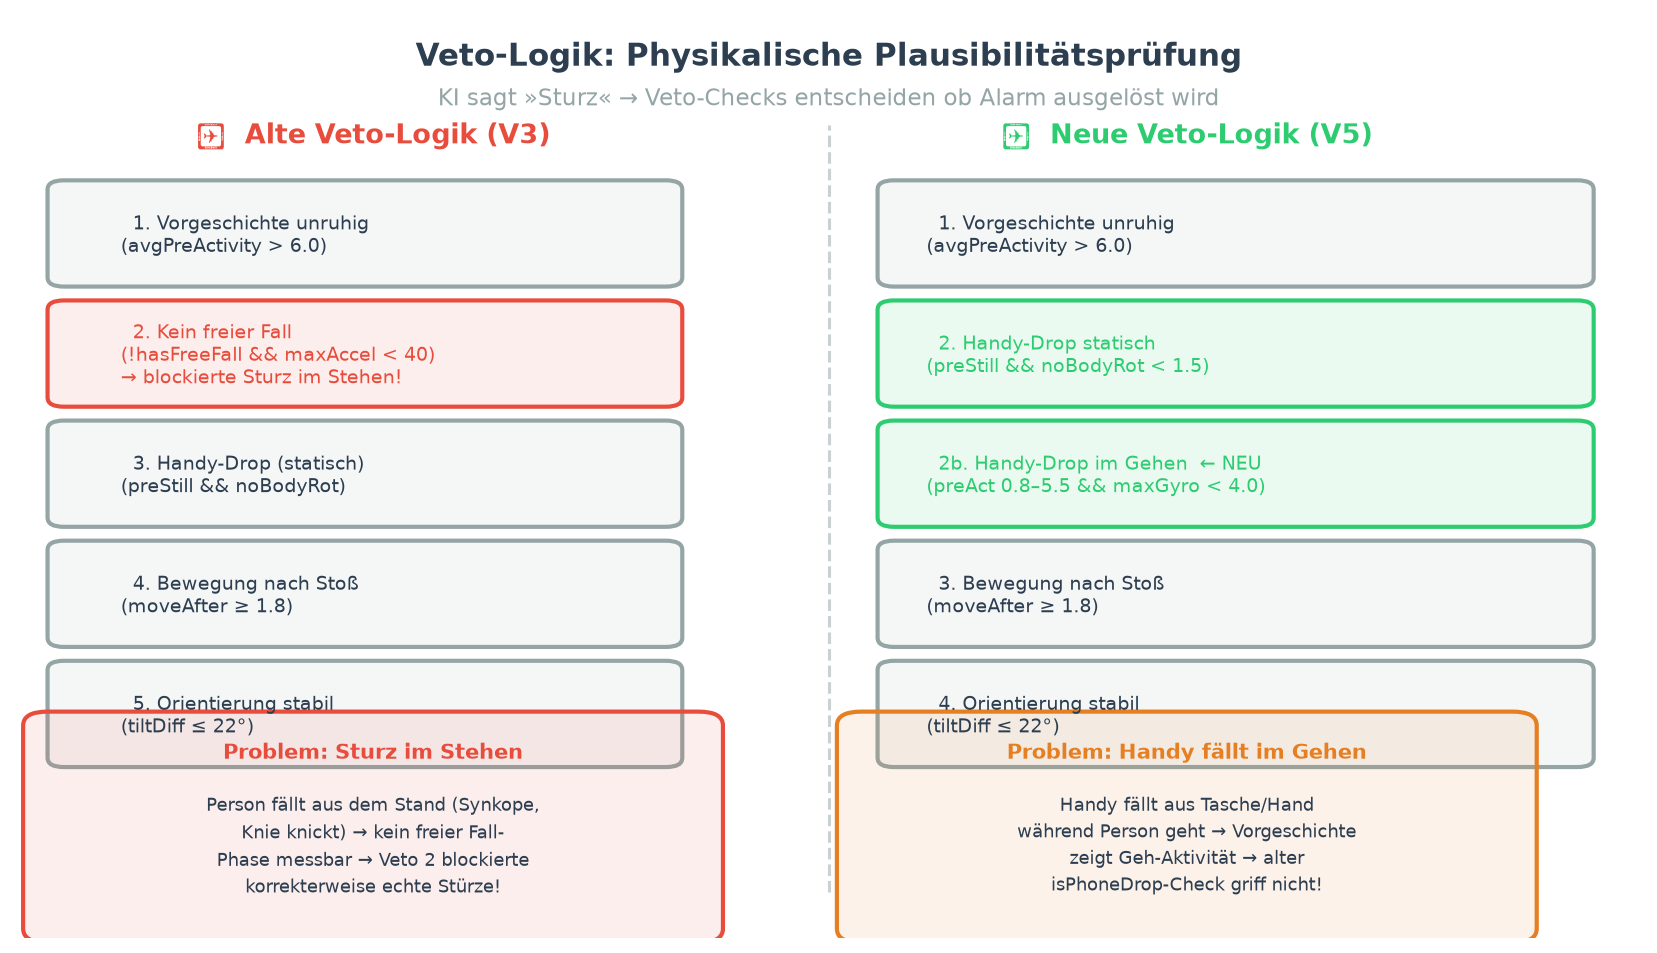 Veto-Logik: Physikalische Plausibilitätsprüfung
KI sagt »Sturz« → Veto-Checks entscheiden ob Alarm ausgelöst wird
Alte Veto-Logik (V3)
1. Vorgeschichte unruhig
(avgPreActivity > 6.0)
2. Kein freier Fall
(!hasFreeFall && maxAccel < 40)
→ blockierte Sturz im Stehen!
3. Handy-Drop (statisch)
(preStill && noBodyRot)
4. Bewegung nach Stoß
(moveAfter ≥ 1.8)
5. Orientierung stabil
(tiltDiff ≤ 22°)
Problem: Sturz im Stehen
Person fällt aus dem Stand (Synkope,
Knie knickt) → kein freier Fall-
Phase messbar → Veto 2 blockierte
korrekterweise echte Stürze!
Neue Veto-Logik (V5)
1. Vorgeschichte unruhig
(avgPreActivity > 6.0)
2. Handy-Drop statisch
(preStill && noBodyRot < 1.5)
2b. Handy-Drop im Gehen ← NEU
(preAct 0.8–5.5 && maxGyro < 4.0)
3. Bewegung nach Stoß
(moveAfter ≥ 1.8)
4. Orientierung stabil
(tiltDiff ≤ 22°)
Problem: Handy fällt im Gehen
Handy fällt aus Tasche/Hand
während Person geht → Vorgeschichte
zeigt Geh-Aktivität → alter
isPhoneDrop-Check griff nicht!